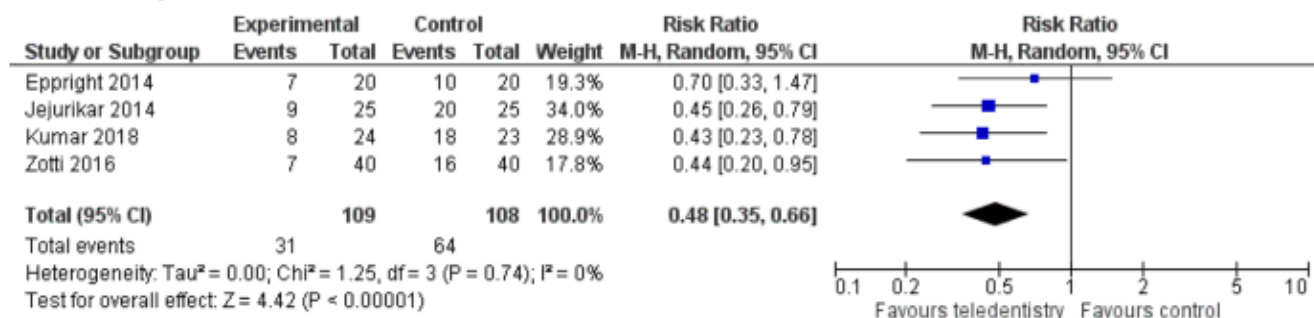 Experimental Control Risk Ratio Risk Ratio
Study or Subgroup Events Total Events Total Weight M-H, Random, 95% CI M-H, Random, 95% CI
Eppright 2014 7 20 10 20 19.3% 0.70 [0.33, 1.47]
Jejurikar 2014 9 25 20 25 34.0% 0.45 [0.26, 0.79]
Kumar 2018 8 24 18 23 28.9% 0.43 [0.23, 0.78]
Zotti 2016 7 40 16 40 17.8% 0.44 [0.20, 0.95]
Total (95% CI) 109 108 100.0% 0.48 [0.35, 0.66]
Total events 31 64
Heterogeneity: Tau² = 0.00; Chi² = 1.25, df = 3 (P = 0.74); I² = 0%
Test for overall effect: Z = 4.42 (P < 0.00001)
0.1 0.2 0.5 1 2 5 10
Favours teledentistry Favours control